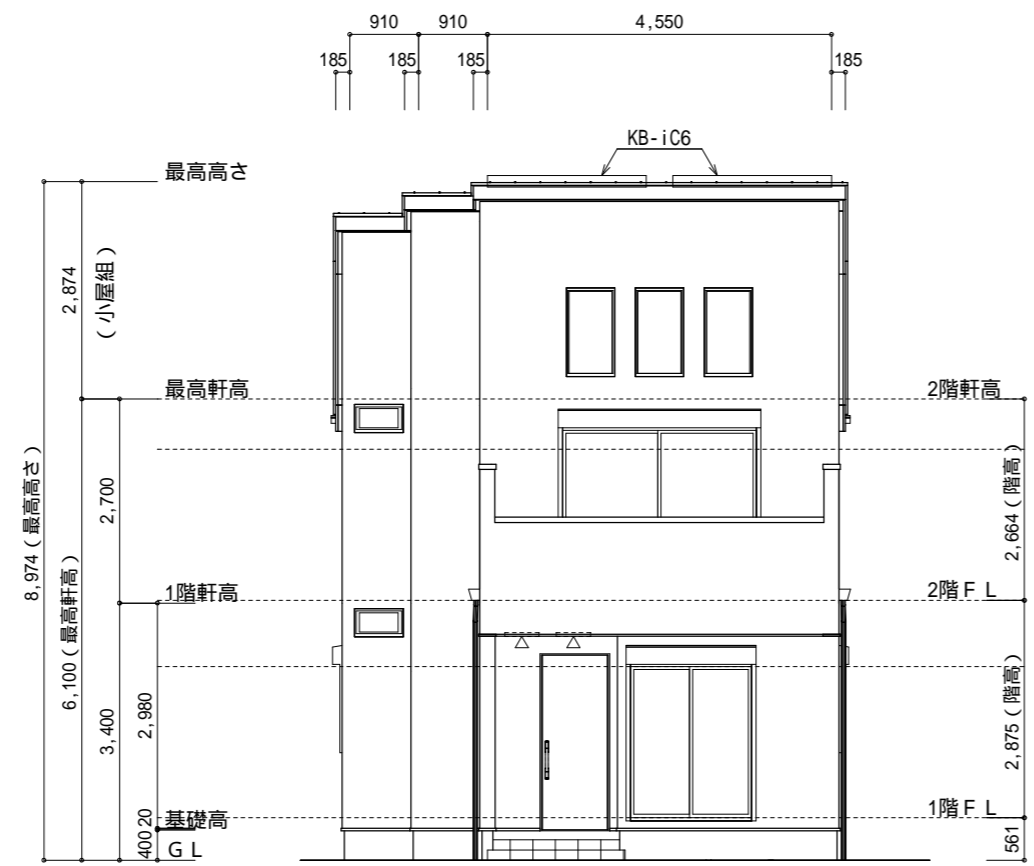 910 910 4,550
185 185 185 185
KB-iC6
最高高さ
2,874
(小屋組)
最高軒高
2階軒高
8,974(最高高さ)
6,100(最高軒高)
2,700
2,664(階高)
1階軒高
2階FL
3,400
2,980
2,875(階高)
20
基礎高
1階FL
400
GL
561